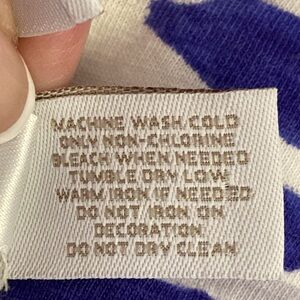 MACHINE WASH COLD
ONLY NON-CHLORINE
BLEACH WHEN NEEDED
TUMBLE DRY LOW
WARM IRON IF NEEDED
DO NOT IRON ON
DECORATION
DO NOT DRY CLEAN